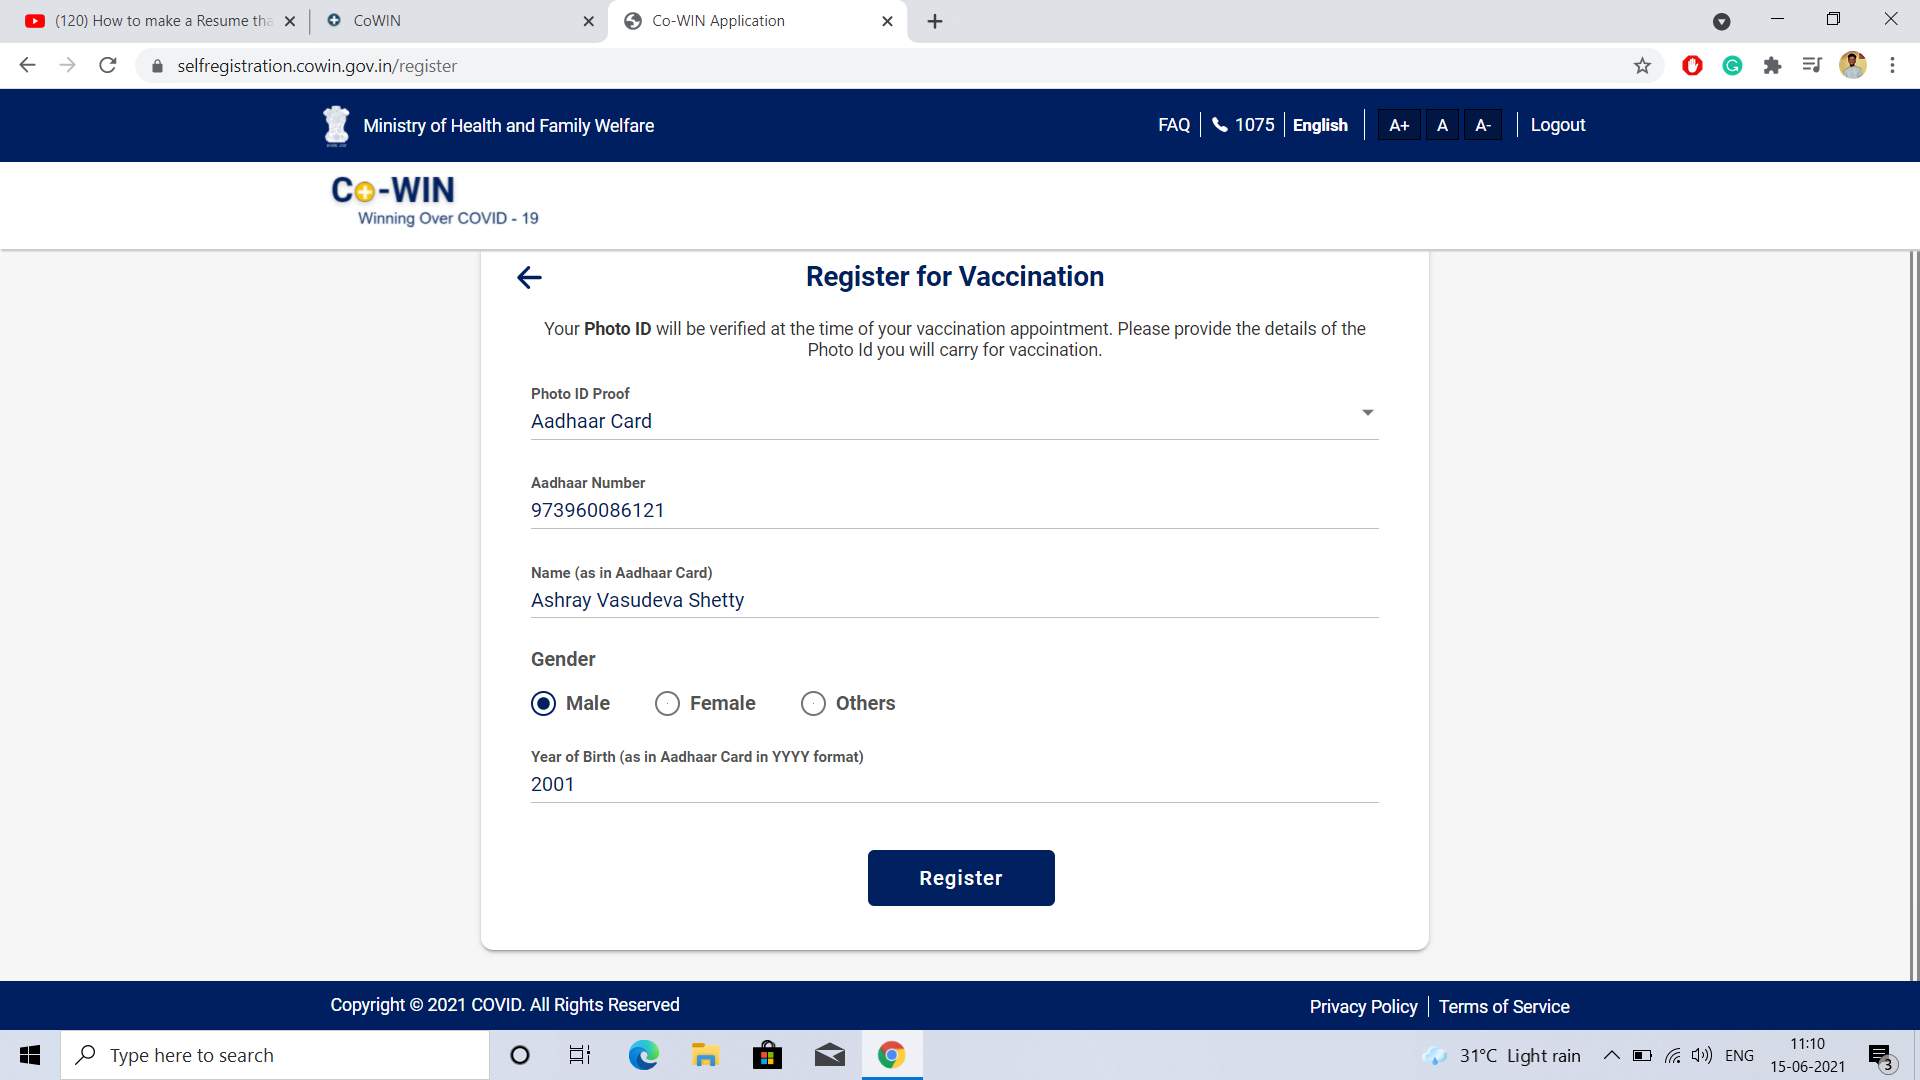 (120) How to make a Resume tha
CoWIN
Co-WIN Application
selfregistration.cowin.gov.in/register
Ministry of Health and Family Welfare
FAQ
1075
English
A+
A
A-
Logout
Co-WIN
Winning Over COVID - 19
Register for Vaccination
Your Photo ID will be verified at the time of your vaccination appointment. Please provide the details of the
Photo Id you will carry for vaccination.
Photo ID Proof
Aadhaar Card
Aadhaar Number
973960086121
Name (as in Aadhaar Card)
Ashray Vasudeva Shetty
Gender
Male
Female
Others
Year of Birth (as in Aadhaar Card in YYYY format)
2001
Register
Copyright © 2021 COVID. All Rights Reserved
Privacy Policy
Terms of Service
Type here to search
31°C Light rain
ENG
11:10
15-06-2021
3